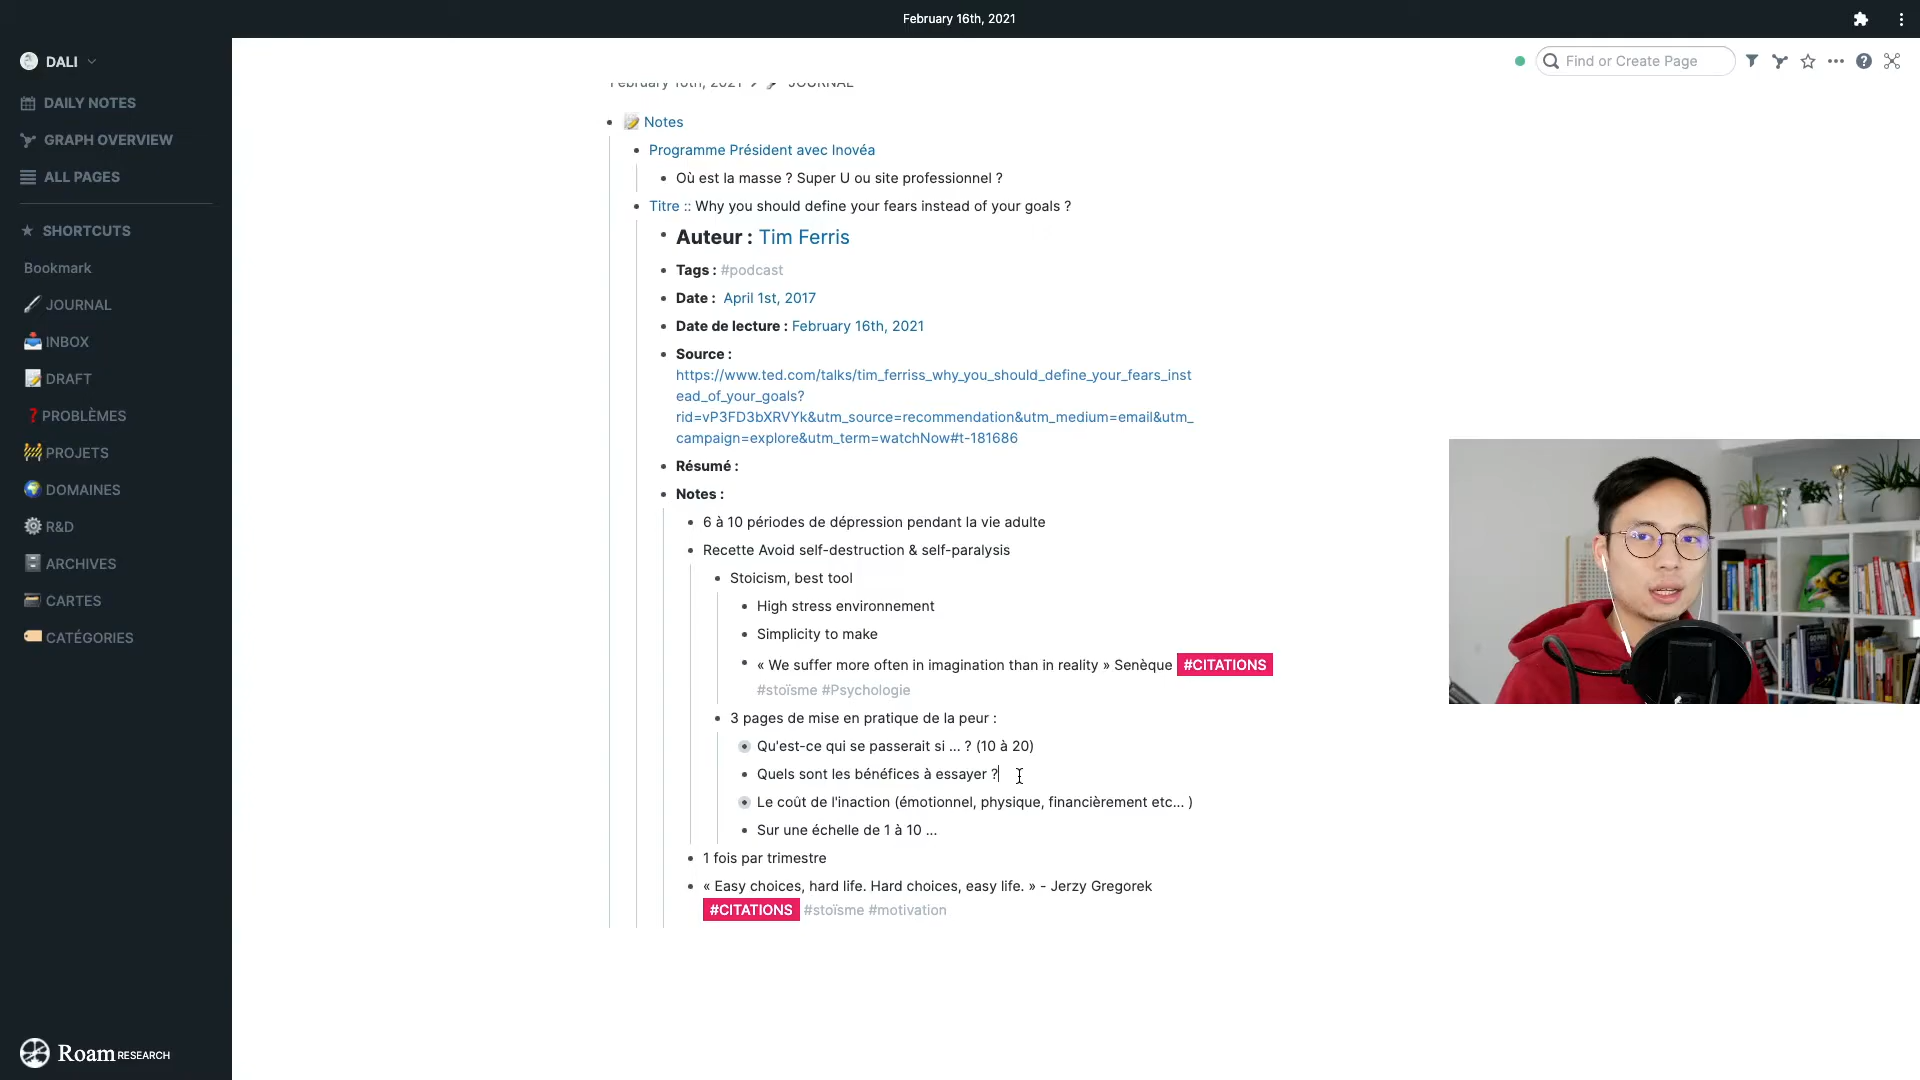 February 16th, 2021
DALI
DAILY NOTES
GRAPH OVERVIEW
ALL PAGES
SHORTCUTS
Bookmark
JOURNAL
INBOX
DRAFT
PROBLÈMES
PROJETS
DOMAINES
R&D
ARCHIVES
CARTES
CATÉGORIES
Roam RESEARCH
Find or Create Page
February 16th, 2021 > JOURNAL
Notes
Programme Président avec Inovéa
Où est la masse ? Super U ou site professionnel ?
Titre :: Why you should define your fears instead of your goals ?
Auteur : Tim Ferris
Tags : #podcast
Date : April 1st, 2017
Date de lecture : February 16th, 2021
Source :
https://www.ted.com/talks/tim_ferriss_why_you_should_define_your_fears_inst
ead_of_your_goals?
rid=vP3FD3bXRVYk&utm_source=recommendation&utm_medium=email&utm_
campaign=explore&utm_term=watchNow#t-181686
Résumé :
Notes :
6 à 10 périodes de dépression pendant la vie adulte
Recette Avoid self-destruction & self-paralysis
Stoicism, best tool
High stress environnement
Simplicity to make
« We suffer more often in imagination than in reality » Senèque #CITATIONS
#stoïsme #Psychologie
3 pages de mise en pratique de la peur :
Qu'est-ce qui se passerait si ... ? (10 à 20)
Quels sont les bénéfices à essayer ?
Le coût de l'inaction (émotionnel, physique, financièrement etc... )
Sur une échelle de 1 à 10 ...
1 fois par trimestre
« Easy choices, hard life. Hard choices, easy life. » - Jerzy Gregorek
#CITATIONS #stoïsme #motivation